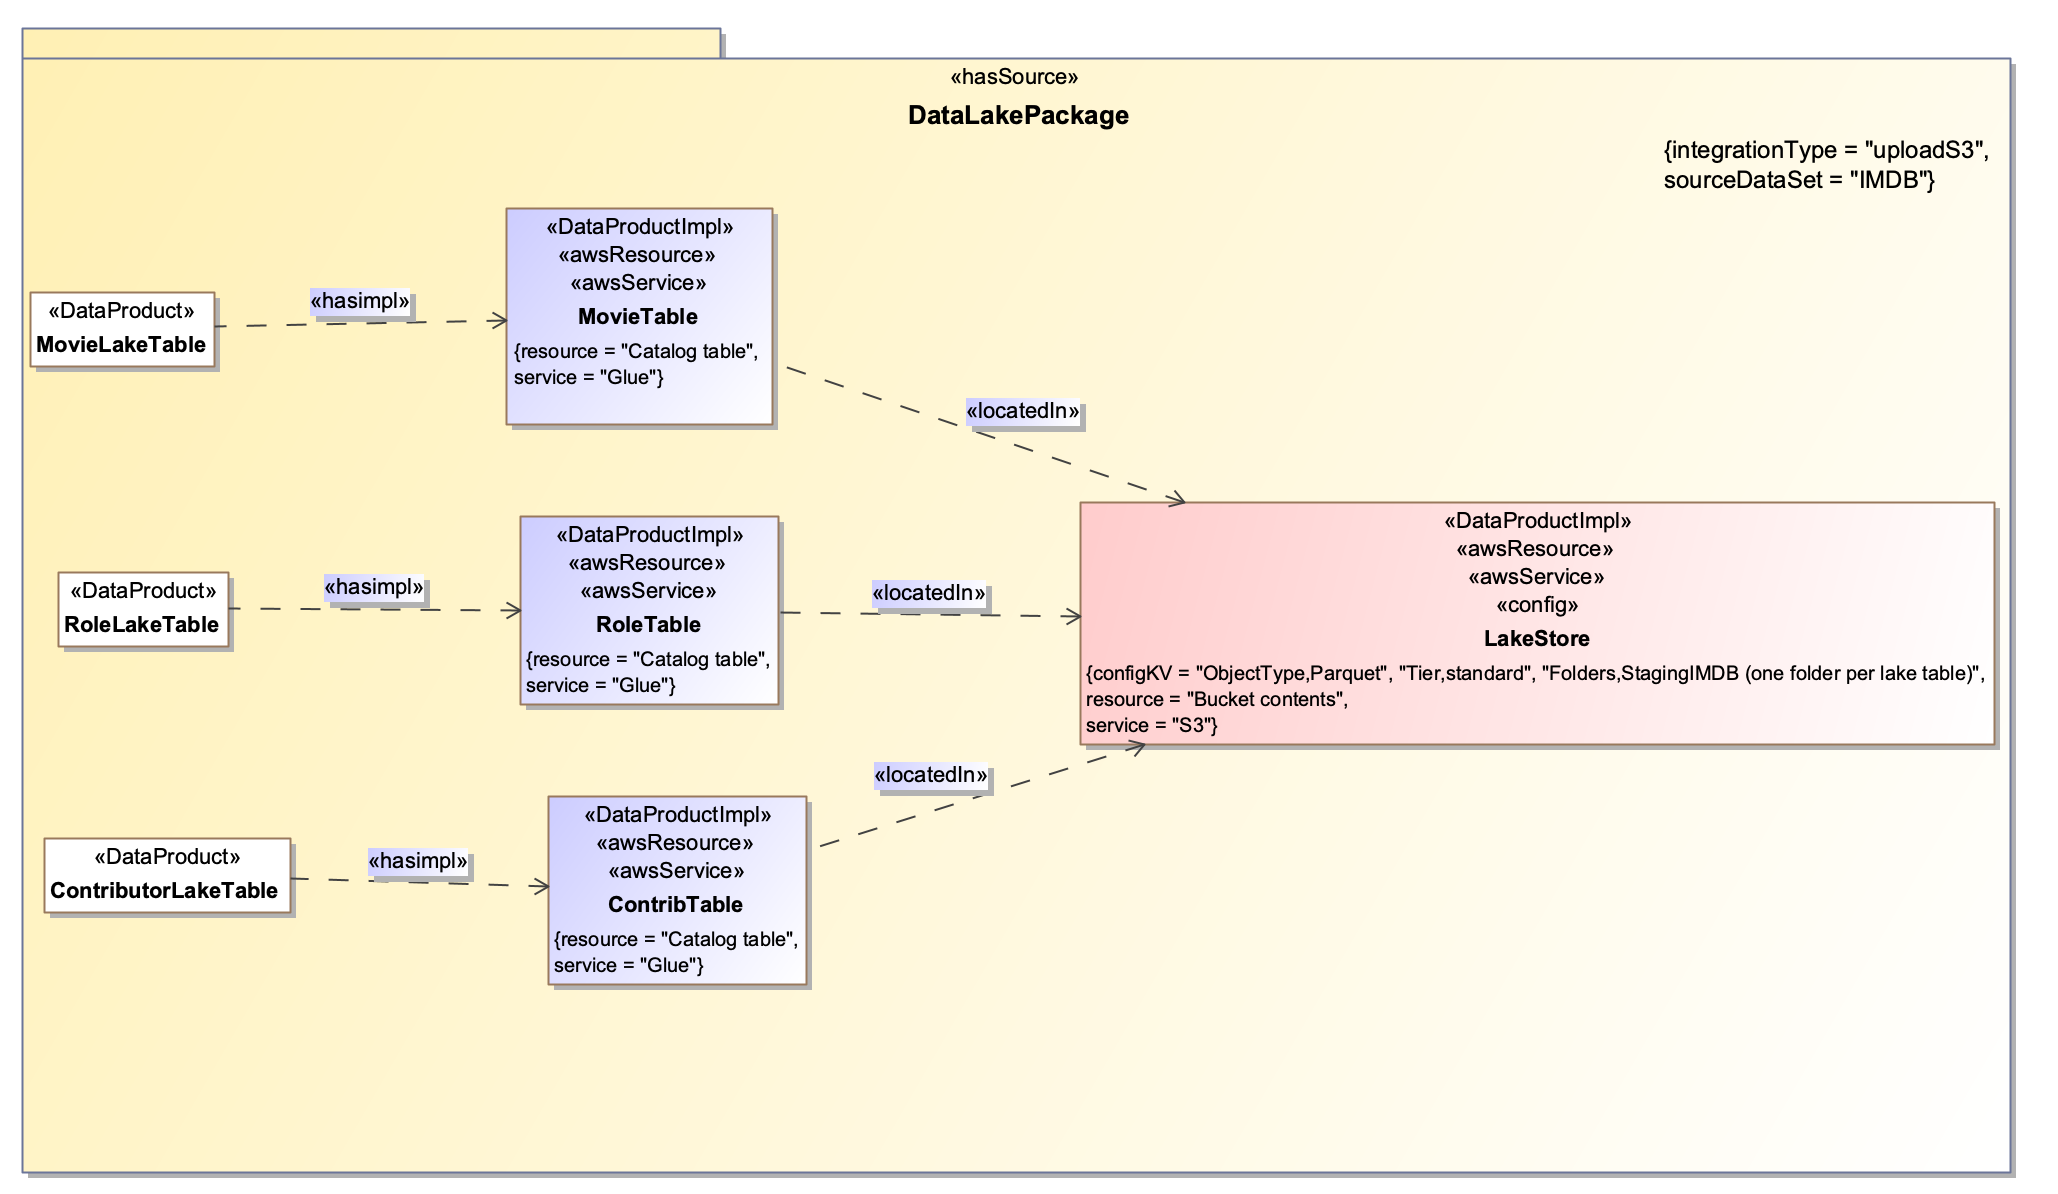 «hasSource»
DataLakePackage
{integrationType = "uploadS3",
sourceDataSet = "IMDB"}
«DataProduct»
MovieLakeTable
«hasimpl»
«DataProductImpl»
«awsResource»
«awsService»
MovieTable
{resource = "Catalog table",
service = "Glue"}
«locatedIn»
«DataProduct»
RoleLakeTable
«hasimpl»
«DataProductImpl»
«awsResource»
«awsService»
RoleTable
{resource = "Catalog table",
service = "Glue"}
«locatedIn»
«DataProductImpl»
«awsResource»
«awsService»
«config»
LakeStore
{configKV = "ObjectType,Parquet", "Tier,standard", "Folders,StagingIMDB (one folder per lake table)",
resource = "Bucket contents",
service = "S3"}
«DataProduct»
ContributorLakeTable
«hasimpl»
«DataProductImpl»
«awsResource»
«awsService»
ContribTable
{resource = "Catalog table",
service = "Glue"}
«locatedIn»